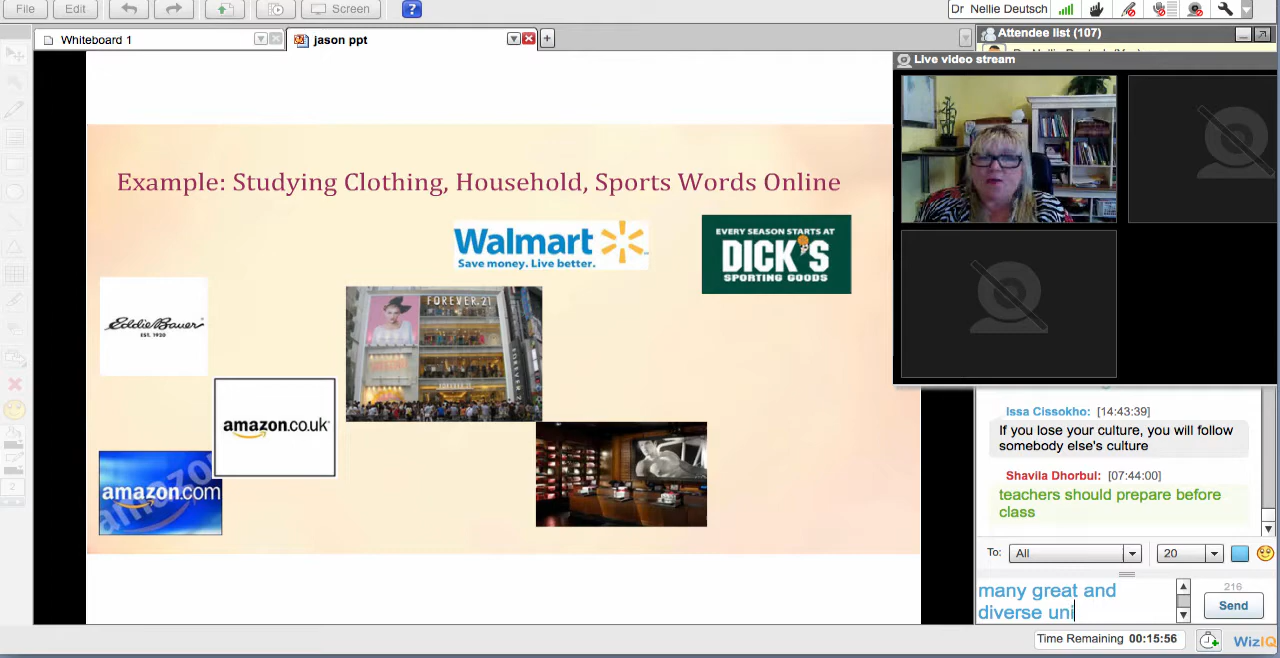 File
Edit
Screen
?
Dr Nellie Deutsch
Whiteboard 1
jason ppt
+
Attendee list (107)
Live video stream
Example: Studying Clothing, Household, Sports Words Online
Walmart
Save money. Live better.
EVERY SEASON STARTS AT
DICK'S
SPORTING GOODS
Eddie Bauer
EST. 1920
FOREVER 21
amazon.co.uk
amazon
amazon.com
Issa Cissokho: [14:43:39]
If you lose your culture, you will follow
somebody else's culture
Shavila Dhorbul: [07:44:00]
teachers should prepare before
class
To: All 20
many great and
diverse uni
216
Send
2
Time Remaining 00:15:56
WizIQ